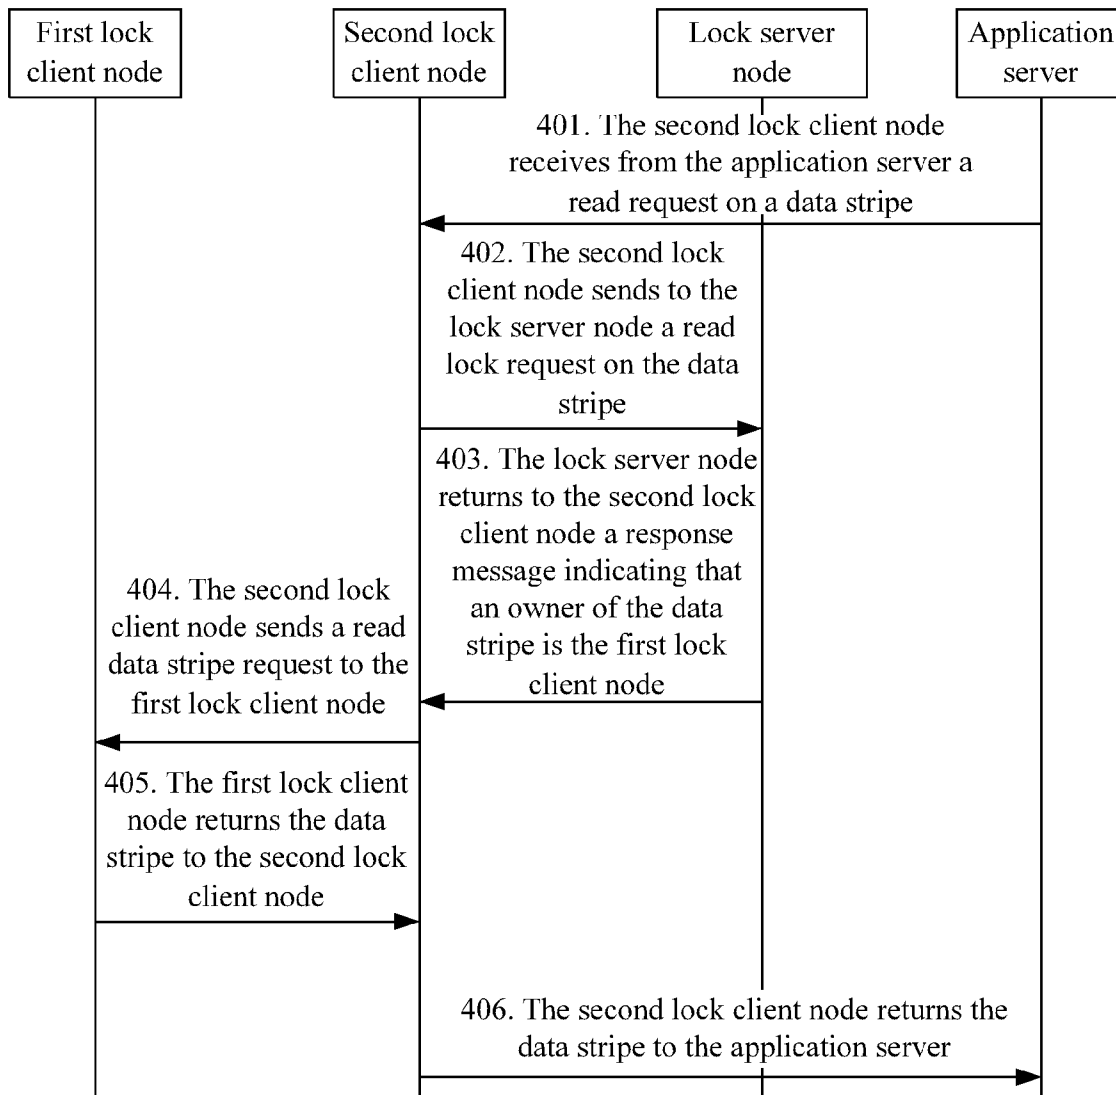 First lock
client node
Second lock
client node
Lock server
node
Application
server
401. The second lock client node
receives from the application server a
read request on a data stripe
402. The second lock
client node sends to the
lock server node a read
lock request on the data
stripe
403. The lock server node
returns to the second lock
client node a response
message indicating that
an owner of the data
stripe is the first lock
client node
404. The second lock
client node sends a read
data stripe request to the
first lock client node
405. The first lock client
node returns the data
stripe to the second lock
client node
406. The second lock client node returns the
data stripe to the application server